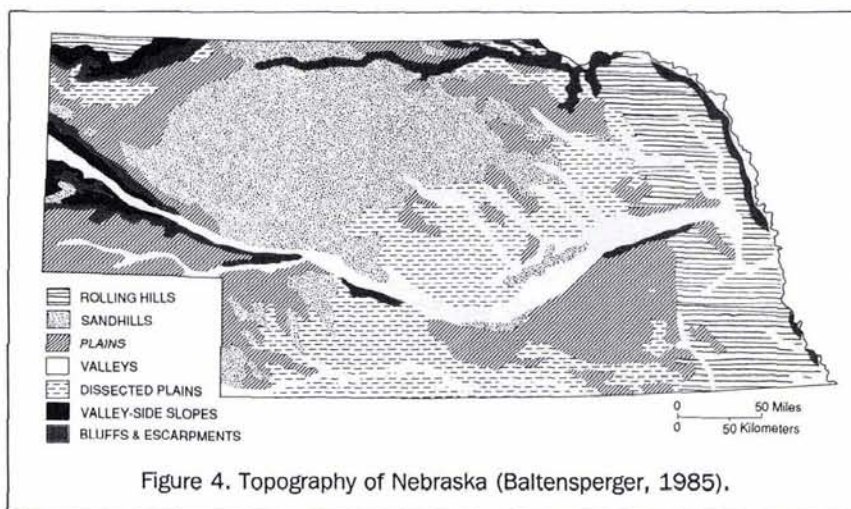 ROLLING HILLS
SANDHILLS
PLAINS
VALLEYS
DISSECTED PLAINS
VALLEY-SIDE SLOPES
BLUFFS & ESCARPMENTS
0 50 Miles
0 50 Kilometers
Figure 4. Topography of Nebraska (Baltensperger, 1985).